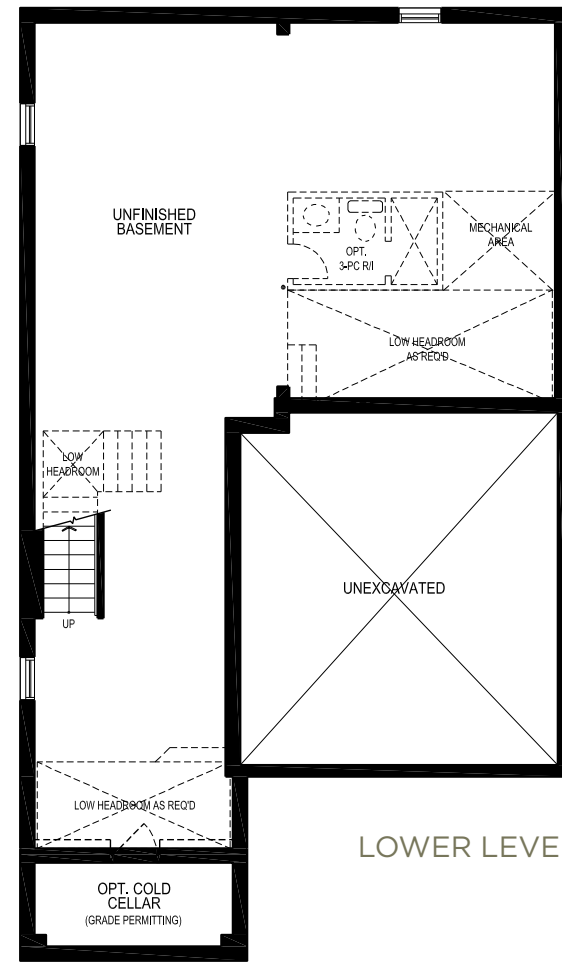 UNFINISHED
BASEMENT
OPT.
3-PC R/I
MECHANICAL
AREA
LOW HEADROOM
AS REQ'D
LOW
HEADROOM
UP
UNEXCAVATED
LOW HEADROOM AS REQ'D
LOWER LEVE
OPT. COLD
CELLAR
(GRADE PERMITTING)